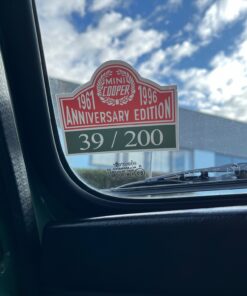 MINI
COOPER
1961 1996
ANNIVERSARY EDITION
39 / 200